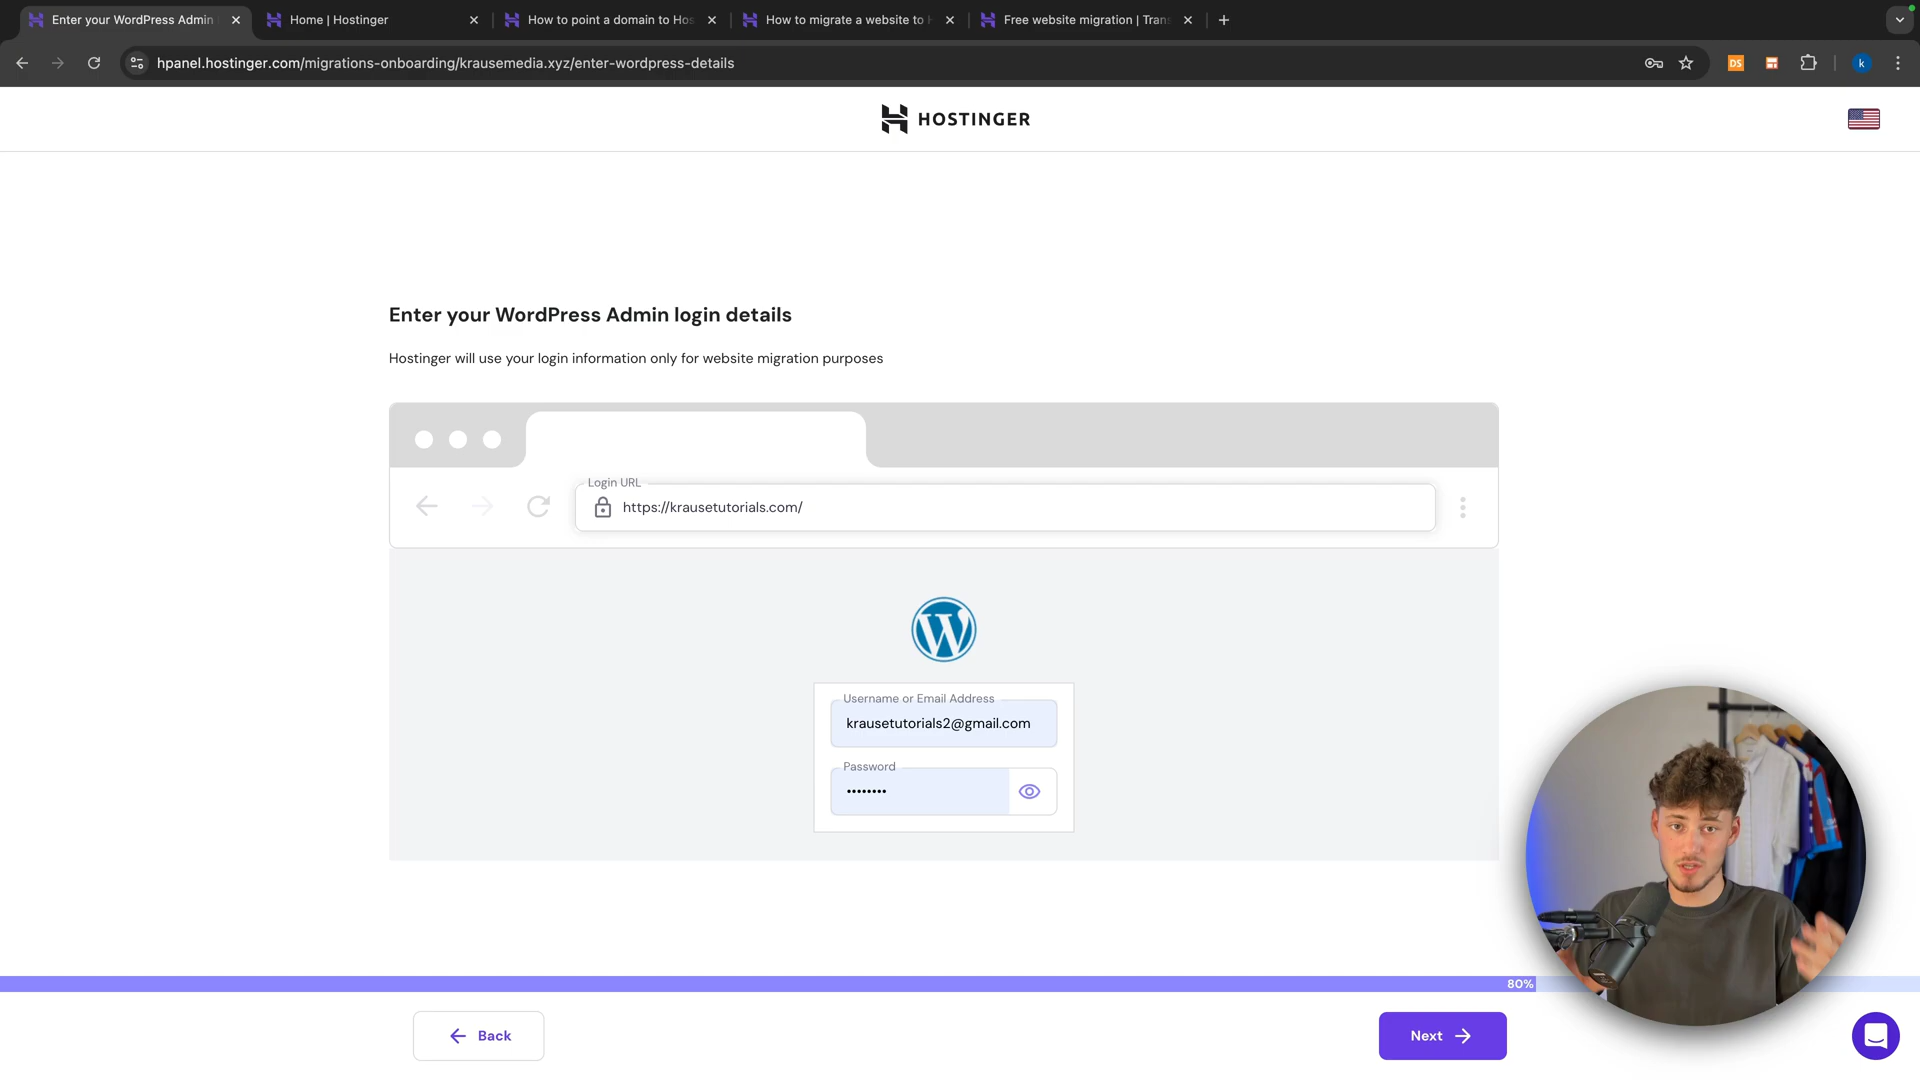 Enter your WordPress Admin
Home | Hostinger
How to point a domain to Hos
How to migrate a website to H
Free website migration | Trans
hpanel.hostinger.com/migrations-onboarding/krausemedia.xyz/enter-wordpress-details
DS
k
HOSTINGER
Enter your WordPress Admin login details
Hostinger will use your login information only for website migration purposes
Login URL
https://krausetutorials.com/
Username or Email Address
krausetutorials2@gmail.com
Password
••••••••
80%
Back
Next